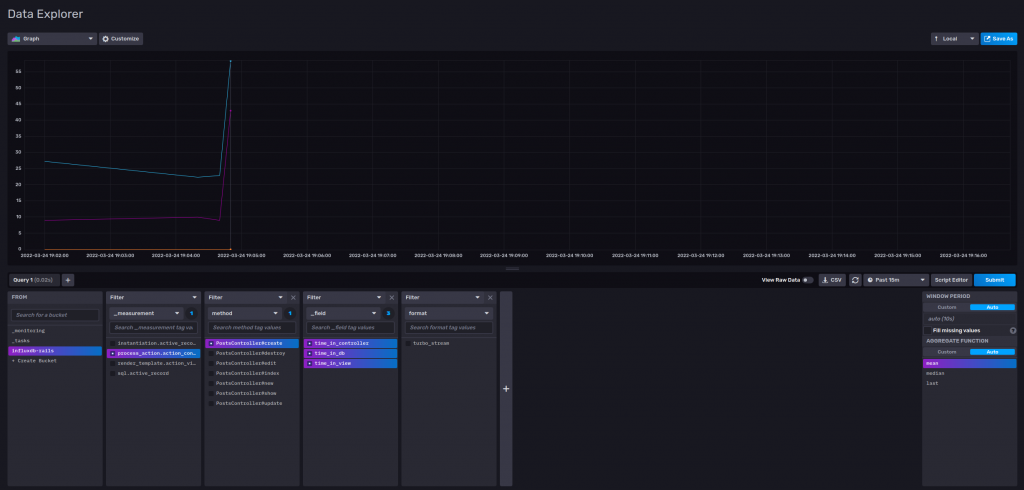 Data Explorer
Graph
Customize
Local
Save As
55
50
45
40
35
30
25
20
15
10
5
0
2022-03-24 19:02:00
2022-03-24 19:03:00
2022-03-24 19:04:00
2022-03-24 19:05:00
2022-03-24 19:06:00
2022-03-24 19:07:00
2022-03-24 19:08:00
2022-03-24 19:09:00
2022-03-24 19:10:00
2022-03-24 19:11:00
2022-03-24 19:12:00
2022-03-24 19:13:00
2022-03-24 19:14:00
2022-03-24 19:15:00
2022-03-24 19:16:00
Query 1 (0.02s)
+
View Raw Data
CSV
Past 15m
Script Editor
Submit
FROM
Search for a bucket
_monitoring
_tasks
influxdb-rails
+ Create Bucket
Filter
_measurement
1
Search _measurement tag va
instantiation.active_reco...
process_action.action_con...
render_template.action_vi...
sql.active_record
Filter
×
method
1
Search method tag values
PostsController#create
PostsController#destroy
PostsController#edit
PostsController#index
PostsController#new
PostsController#show
PostsController#update
Filter
×
_field
3
Search _field tag values
time_in_controller
time_in_db
time_in_view
Filter
×
format
Search format tag values
turbo_stream
+
WINDOW PERIOD
Custom
Auto
auto (10s)
Fill missing values
?
AGGREGATE FUNCTION
Custom
Auto
mean
median
last